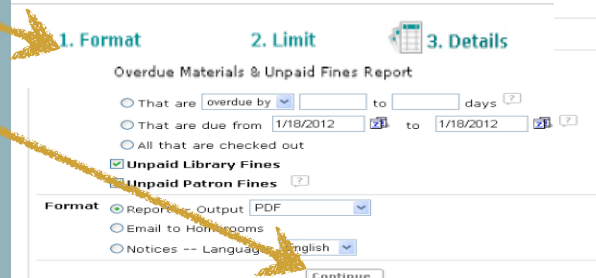 1. Format 2. Limit 3. Details
Overdue Materials & Unpaid Fines Report
That are overdue by to days ?
That are due from 1/18/2012 to 1/18/2012 ?
All that are checked out
Unpaid Library Fines
Unpaid Patron Fines ?
Format Report -- Output PDF
Email to Homerooms
Notices -- Language English
Continue